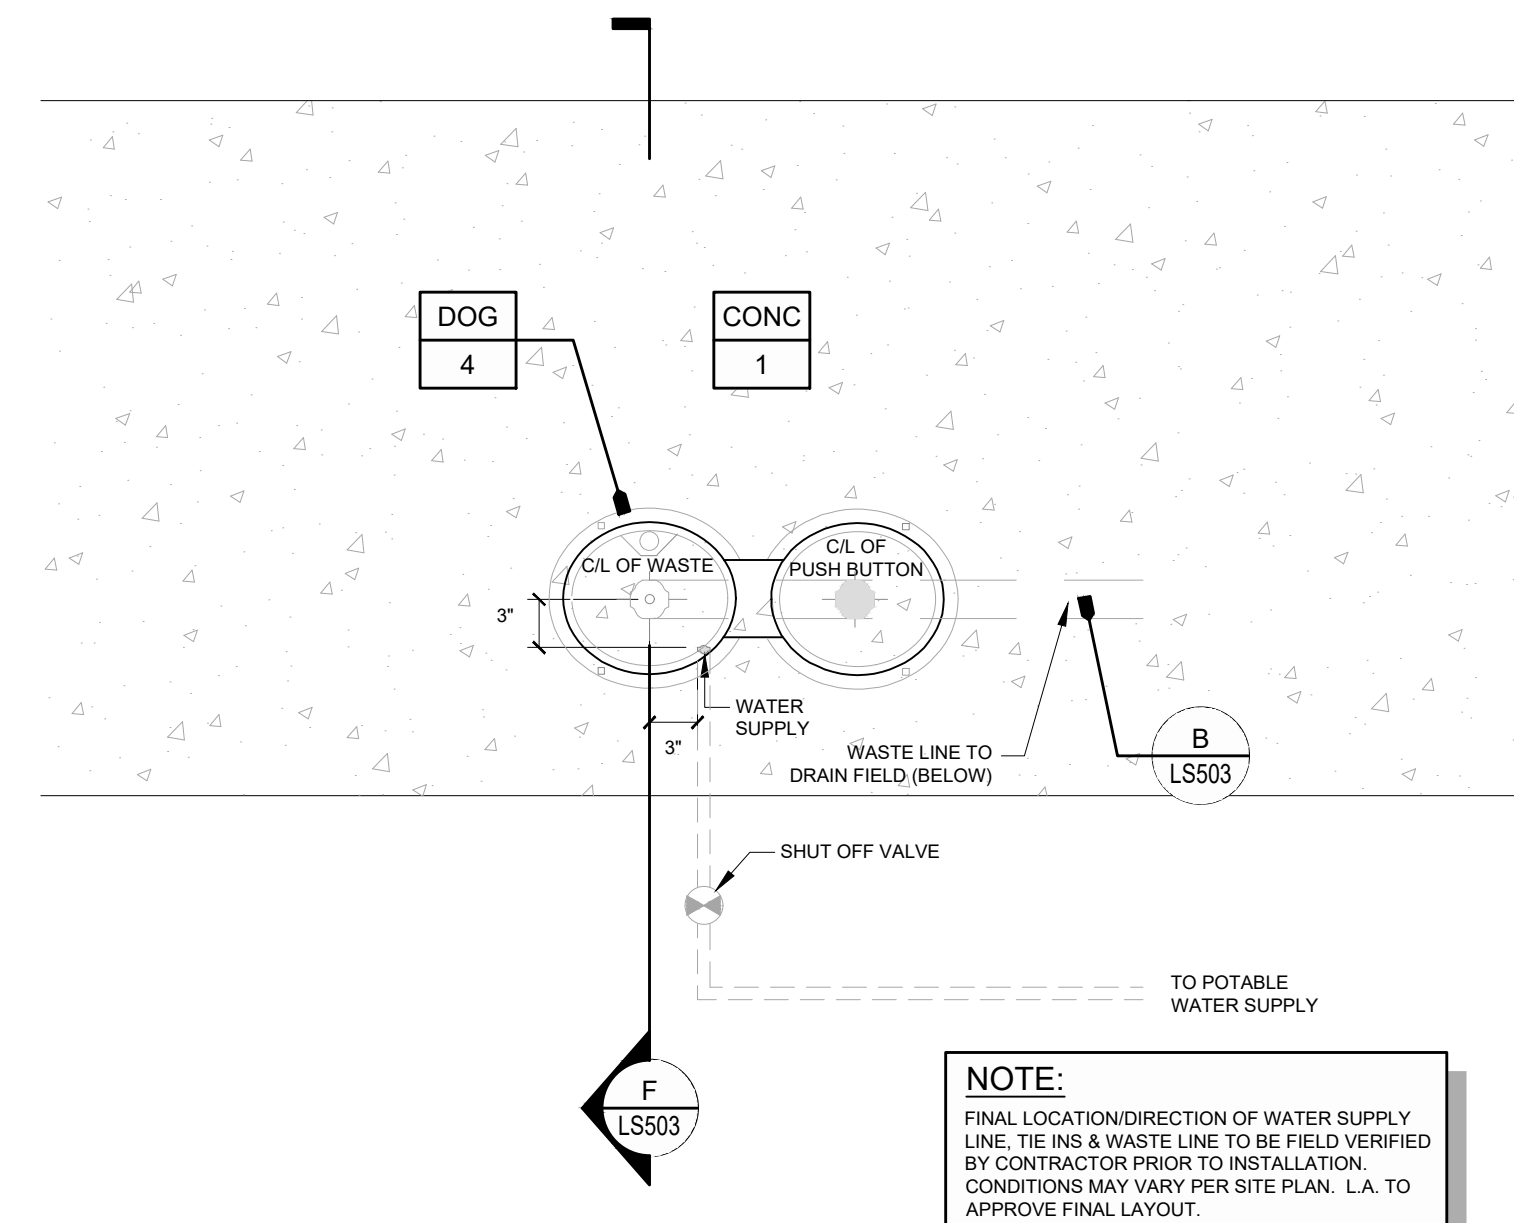 DOG
4
CONC
1
C/L OF WASTE
C/L OF
PUSH BUTTON
3"
3"
WATER
SUPPLY
WASTE LINE TO
DRAIN FIELD (BELOW)
B
LS503
SHUT OFF VALVE
TO POTABLE
WATER SUPPLY
F
LS503
NOTE:
FINAL LOCATION/DIRECTION OF WATER SUPPLY
LINE, TIE INS & WASTE LINE TO BE FIELD VERIFIED
BY CONTRACTOR PRIOR TO INSTALLATION.
CONDITIONS MAY VARY PER SITE PLAN. L.A. TO
APPROVE FINAL LAYOUT.